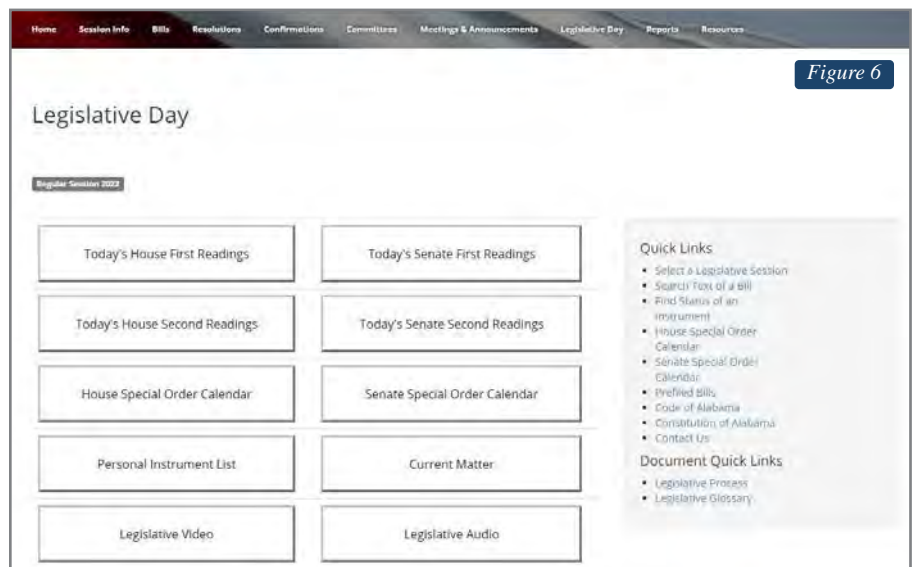 Home Session Info Bills Resolutions Confirmations Committees Meetings & Announcements Legislative Day Reports Resources
Figure 6
Legislative Day
Regular Session 2022
Today's House First Readings
Today's Senate First Readings
Today's House Second Readings
Today's Senate Second Readings
House Special Order Calendar
Senate Special Order Calendar
Personal Instrument List
Current Matter
Legislative Video
Legislative Audio
Quick Links
Select a Legislative Session
Search Text of a Bill
Find Status of an
Instrument
House Special Order
Calendar
Senate Special Order
Calendar
Prefiled Bills
Code of Alabama
Constitution of Alabama
Contact Us
Document Quick Links
Legislative Process
Legislative Glossary